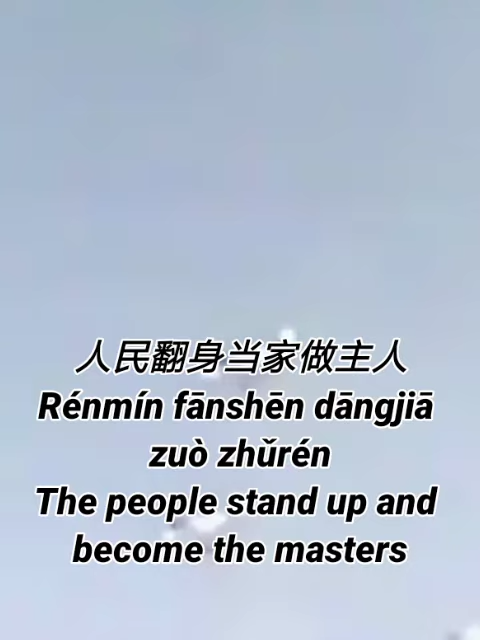 人民翻身当家做主人
Rénmín fānshēn dāngjiā
zuò zhǔrén
The people stand up and
become the masters